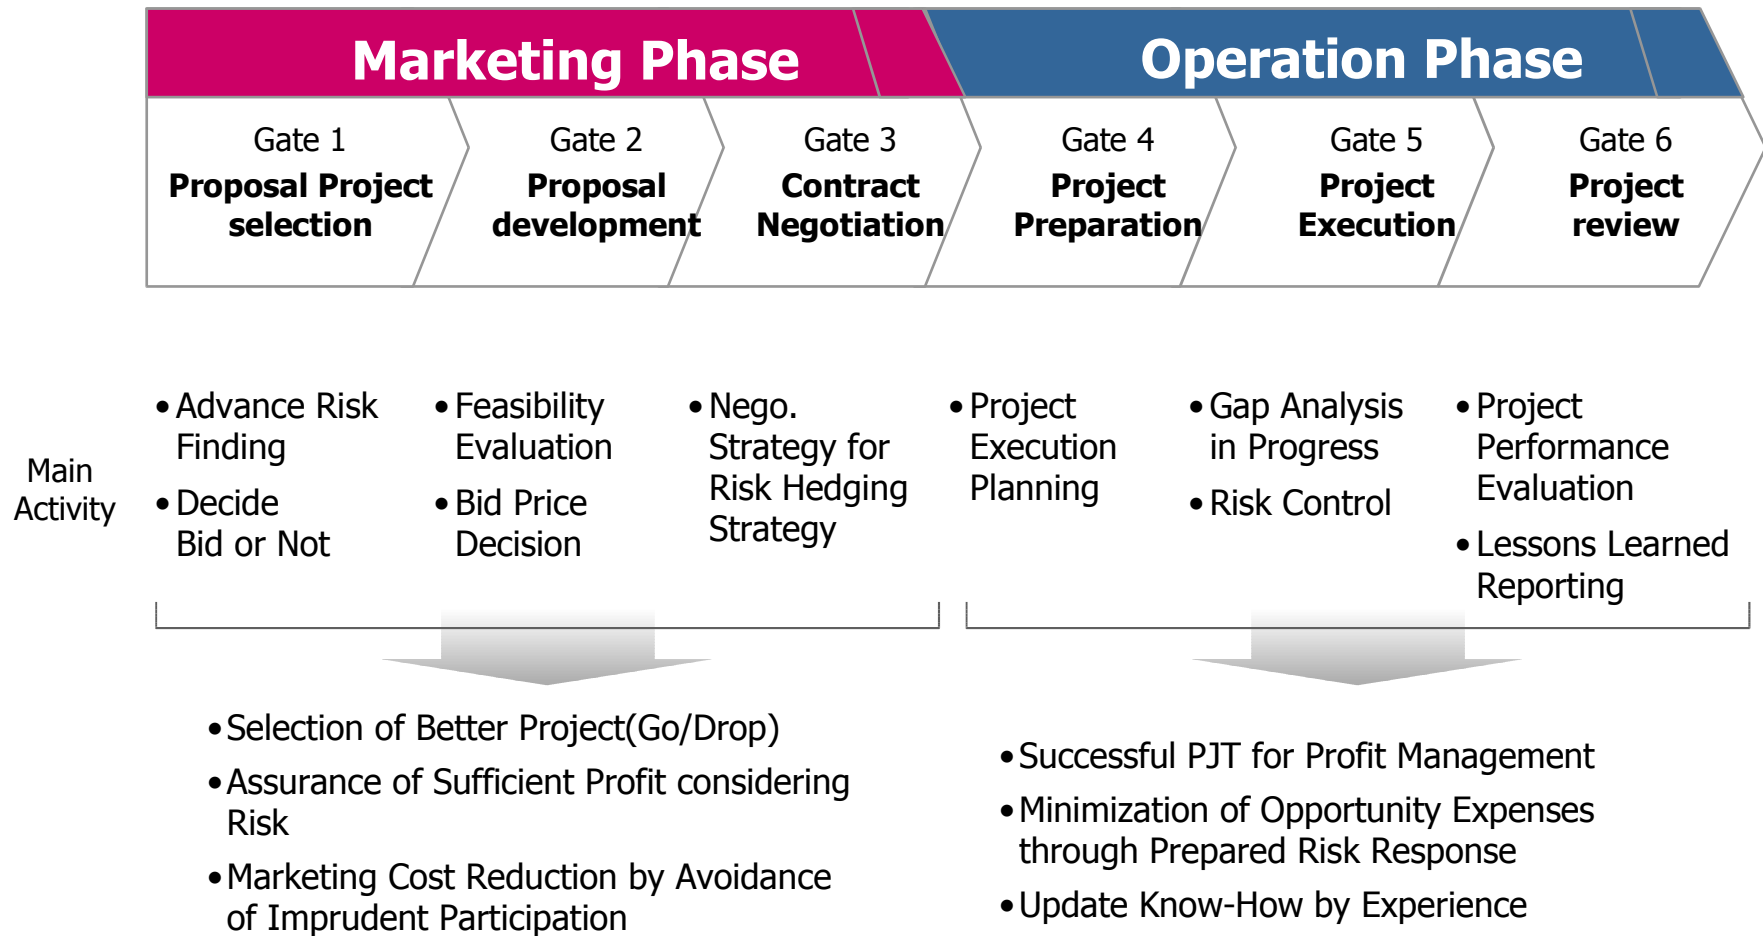 Marketing Phase
Operation Phase
Gate 1
Proposal Project
selection
Gate 2
Proposal
development
Gate 3
Contract
Negotiation
Gate 4
Project
Preparation
Gate 5
Project
Execution
Gate 6
Project
review
Main
Activity
• Advance Risk
Finding
• Decide
Bid or Not
• Feasibility
Evaluation
• Bid Price
Decision
• Nego.
Strategy for
Risk Hedging
Strategy
• Project
Execution
Planning
• Gap Analysis
in Progress
• Risk Control
• Project
Performance
Evaluation
• Lessons Learned
Reporting
• Selection of Better Project(Go/Drop)
• Assurance of Sufficient Profit considering
Risk
• Marketing Cost Reduction by Avoidance
of Imprudent Participation
• Successful PJT for Profit Management
• Minimization of Opportunity Expenses
through Prepared Risk Response
• Update Know-How by Experience